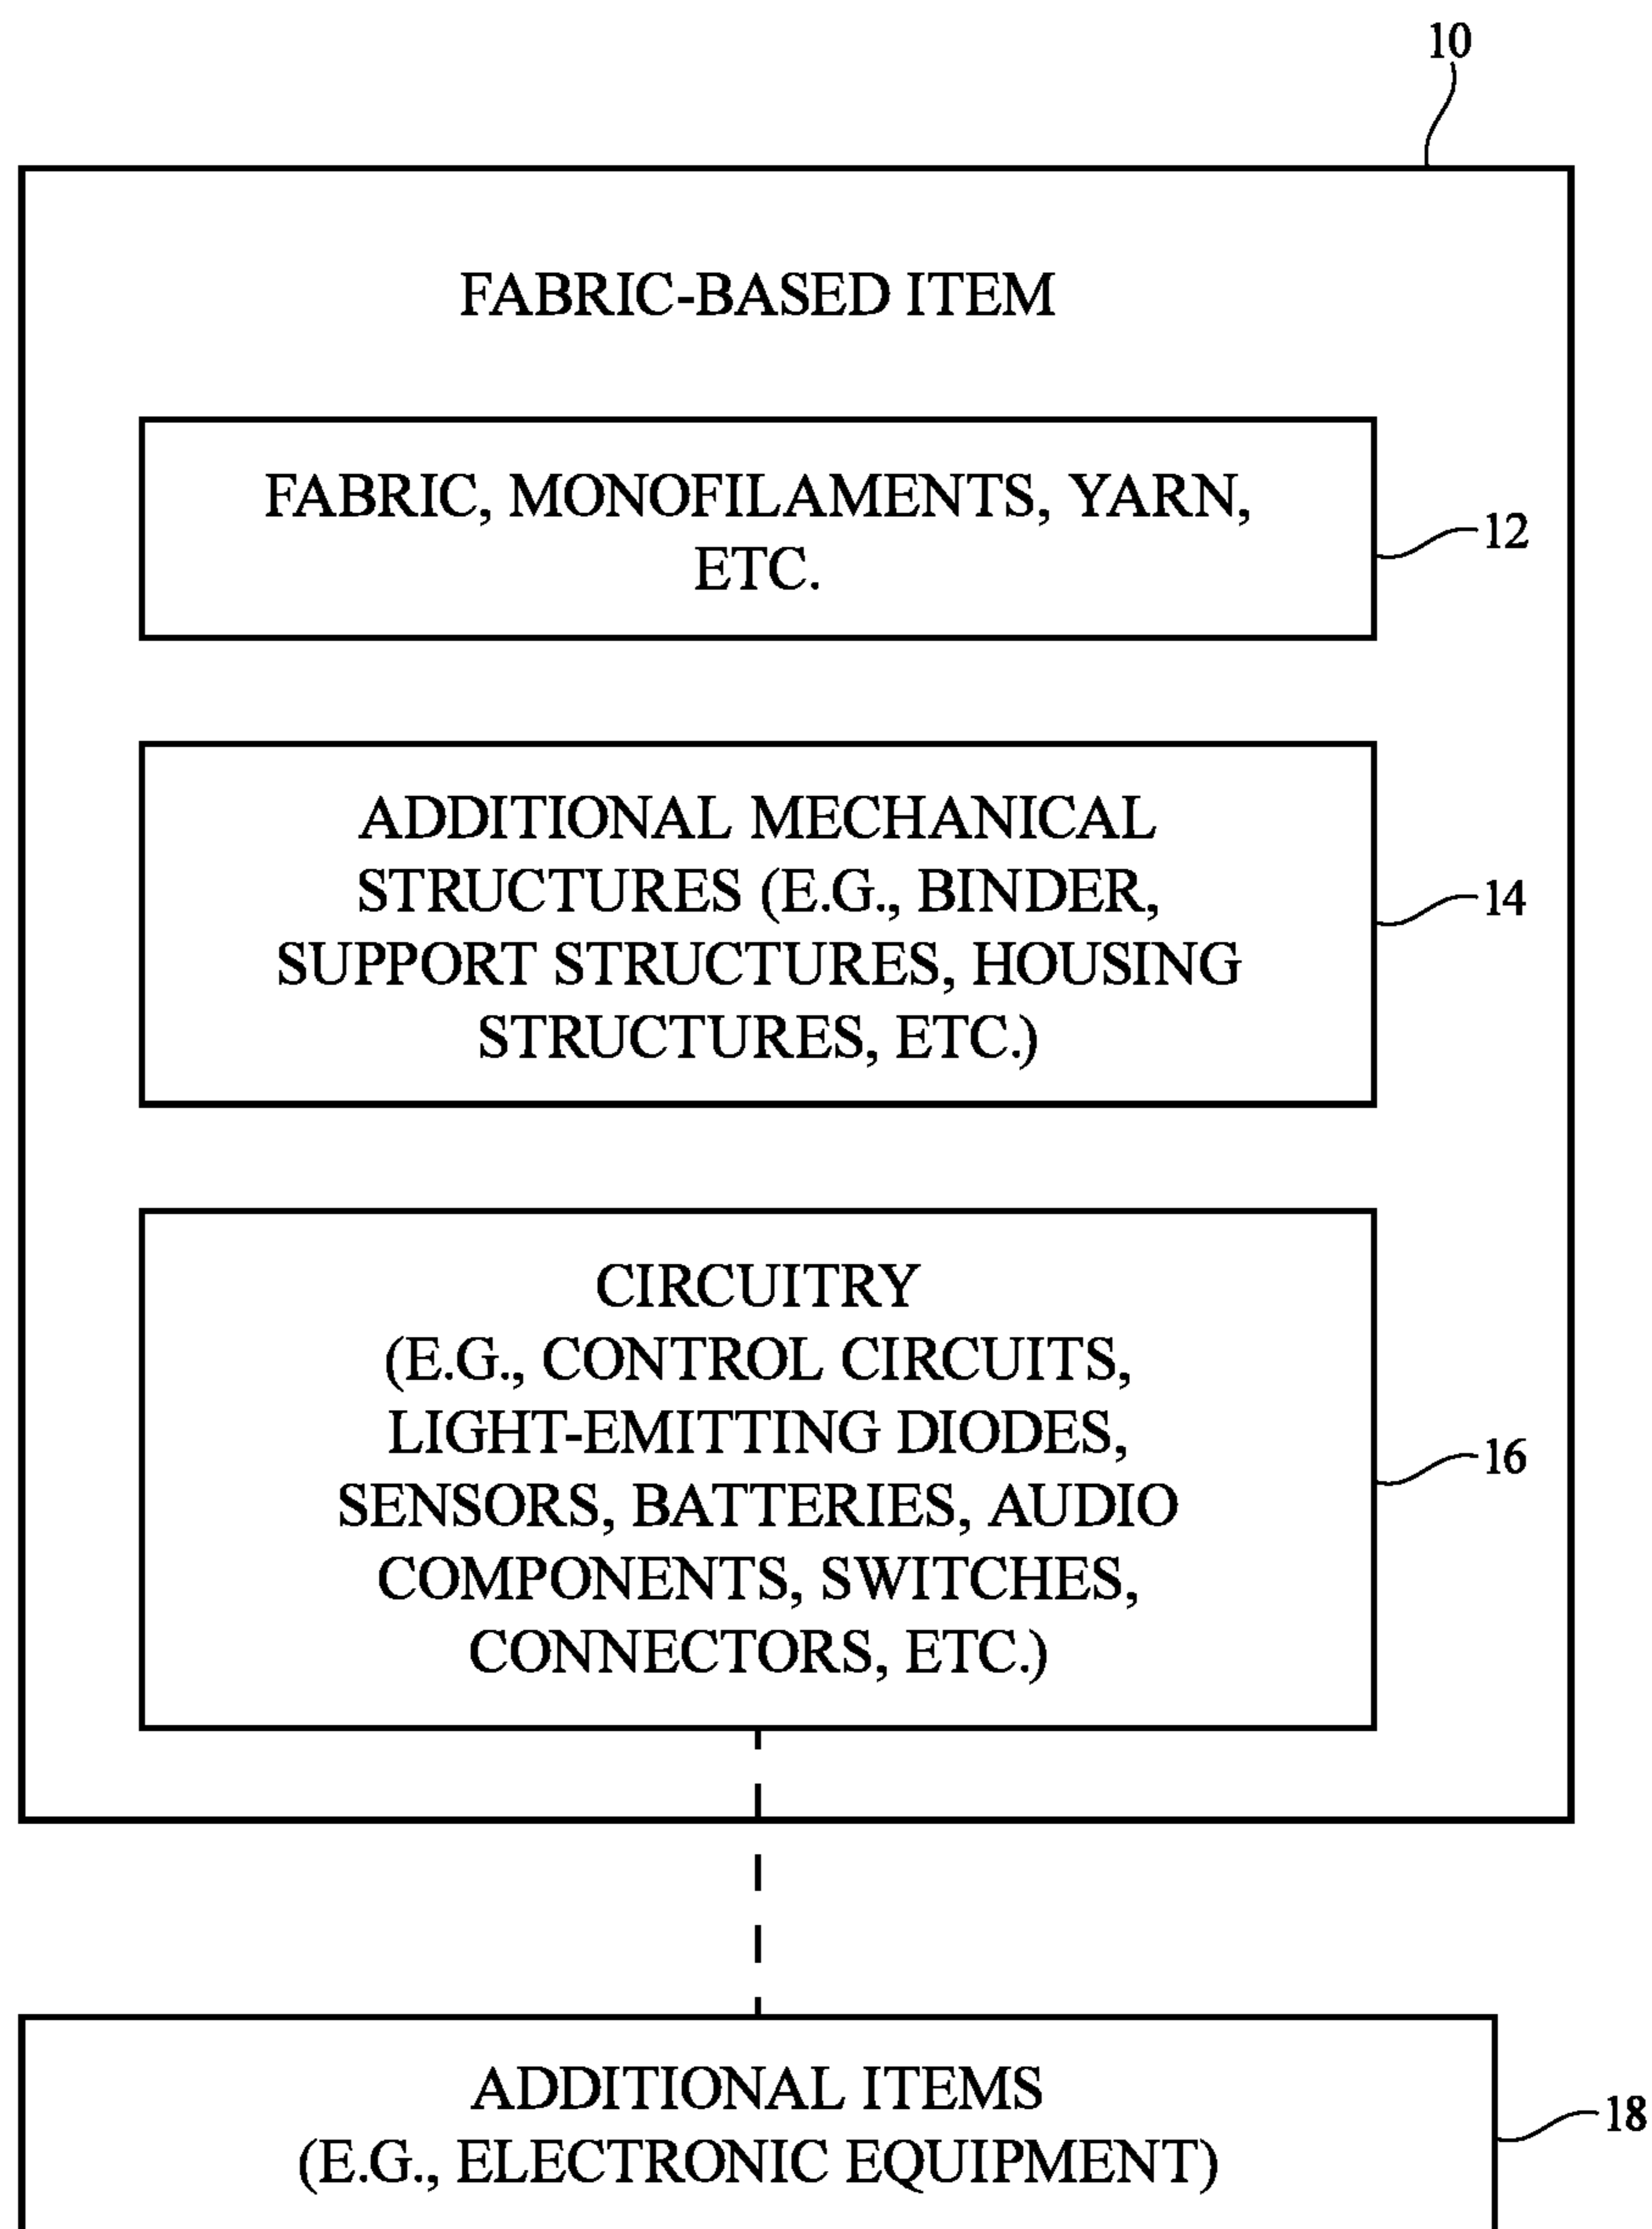 10
FABRIC-BASED ITEM
FABRIC, MONOFILAMENTS, YARN,
ETC.
12
ADDITIONAL MECHANICAL
STRUCTURES (E.G., BINDER,
SUPPORT STRUCTURES, HOUSING
STRUCTURES, ETC.)
14
CIRCUITRY
(E.G., CONTROL CIRCUITS,
LIGHT-EMITTING DIODES,
SENSORS, BATTERIES, AUDIO
COMPONENTS, SWITCHES,
CONNECTORS, ETC.)
16
ADDITIONAL ITEMS
(E.G., ELECTRONIC EQUIPMENT)
18